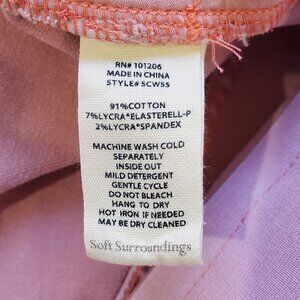 RN# 101206
MADE IN CHINA
STYLE# 5CW55
91%COTTON
7%LYCRA*ELASTERELL-P
2%LYCRA*SPANDEX
MACHINE WASH COLD
SEPARATELY
INSIDE OUT
MILD DETERGENT
GENTLE CYCLE
DO NOT BLEACH
HANG TO DRY
HOT IRON IF NEEDED
MAY BE DRY CLEANED
Soft Surroundings